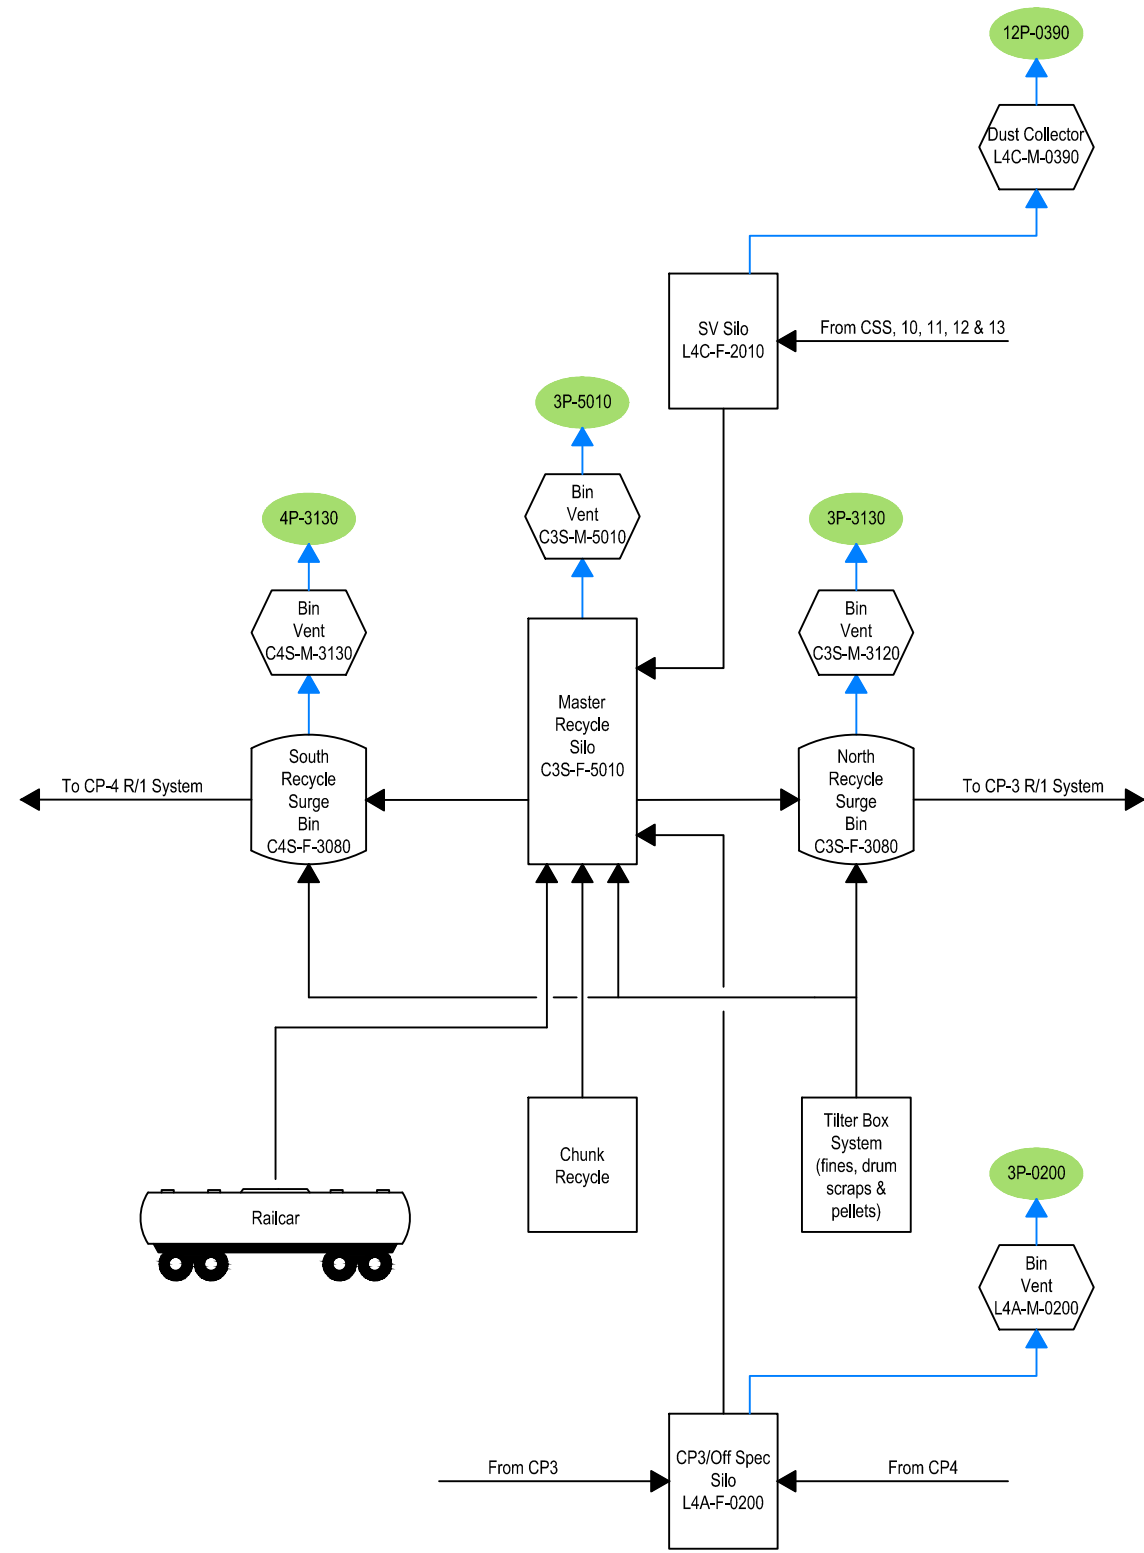 12P-0390
Dust Collector
L4C-M-0390
SV Silo
L4C-F-2010
From CSS, 10, 11, 12 & 13
3P-5010
Bin
Vent
C3S-M-5010
4P-3130
Bin
Vent
C4S-M-3130
3P-3130
Bin
Vent
C3S-M-3120
Master
Recycle
Silo
C3S-F-5010
To CP-4 R/1 System
South
Recycle
Surge
Bin
C4S-F-3080
North
Recycle
Surge
Bin
C3S-F-3080
To CP-3 R/1 System
Railcar
Chunk
Recycle
Tilter Box
System
(fines, drum
scraps &
pellets)
3P-0200
Bin
Vent
L4A-M-0200
From CP3
CP3/Off Spec
Silo
L4A-F-0200
From CP4